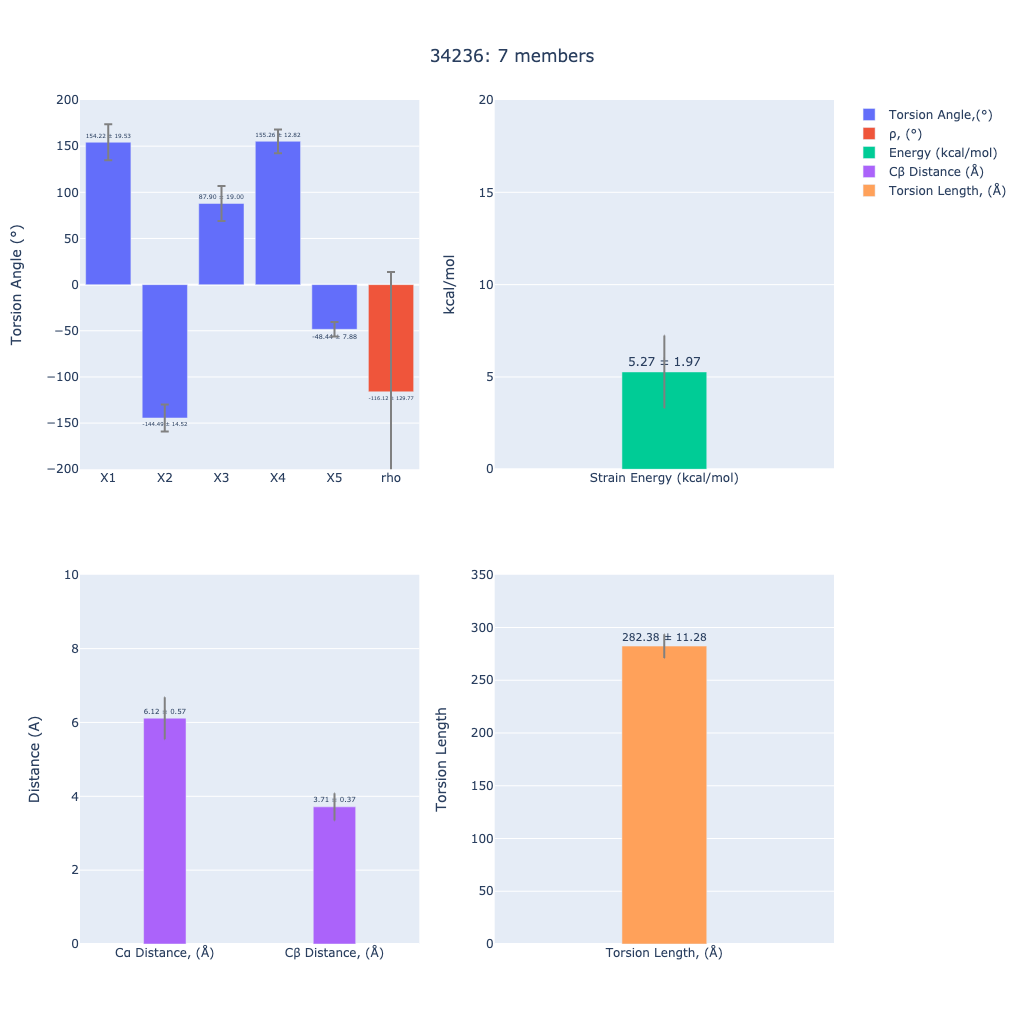 34236: 7 members
Torsion Angle (°)
200
150
100
50
0
−50
−100
−150
−200
154.22 ± 19.53
-144.49 ± 14.52
87.90 ± 19.00
155.26 ± 12.82
-48.44 ± 7.88
-116.12 ± 129.77
X1 X2 X3 X4 X5 rho
kcal/mol
20
15
10
5
0
5.27 ± 1.97
Strain Energy (kcal/mol)
Torsion Angle,(°)
ρ, (°)
Energy (kcal/mol)
Cβ Distance (Å)
Torsion Length, (Å)
Distance (A)
10
8
6
4
2
0
6.12 ± 0.57
3.71 ± 0.37
Cα Distance, (Å) Cβ Distance, (Å)
Torsion Length
350
300
250
200
150
100
50
0
282.38 ± 11.28
Torsion Length, (Å)